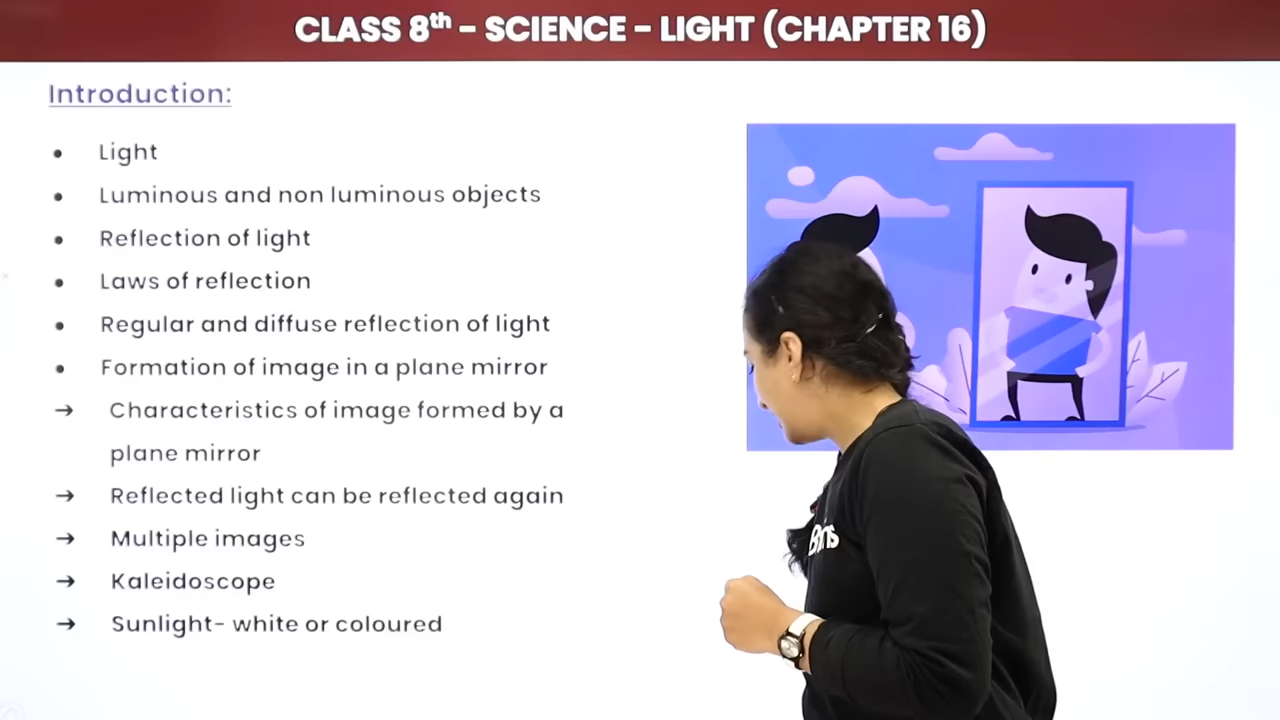 CLASS 8th - SCIENCE - LIGHT (CHAPTER 16)
Introduction:
• Light
• Luminous and non luminous objects
• Reflection of light
• Laws of reflection
• Regular and diffuse reflection of light
• Formation of image in a plane mirror
→ Characteristics of image formed by a
plane mirror
→ Reflected light can be reflected again
→ Multiple images
→ Kaleidoscope
→ Sunlight- white or coloured